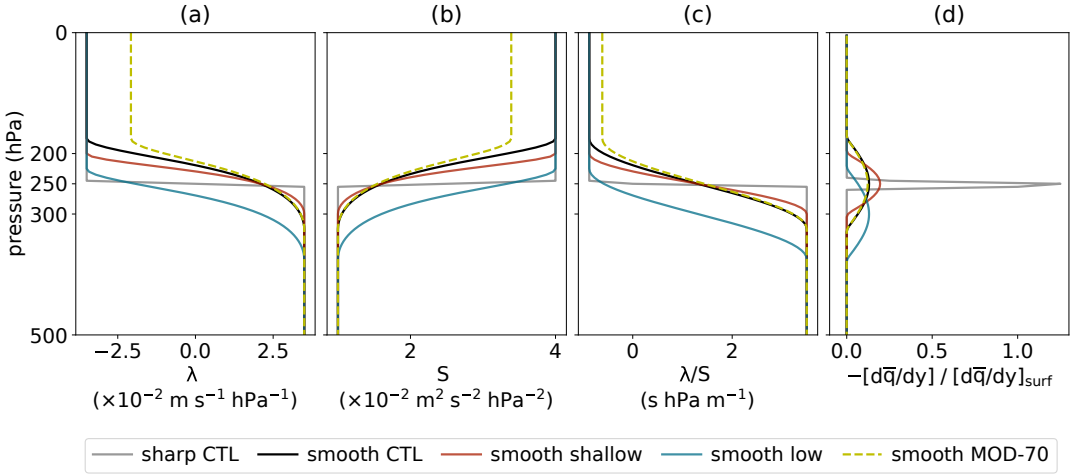 (a) (b) (c) (d)
0
200
250
300
500
pressure (hPa)
−2.5 0.0 2.5 2 4 0 2 0.0 0.5 1.0
λ S λ/S −[dq̅/dy] / [dq̅/dy]surf
(×10⁻² m s⁻¹ hPa⁻¹) (×10⁻² m² s⁻² hPa⁻²) (s hPa m⁻¹)
sharp CTL smooth CTL smooth shallow smooth low smooth MOD-70